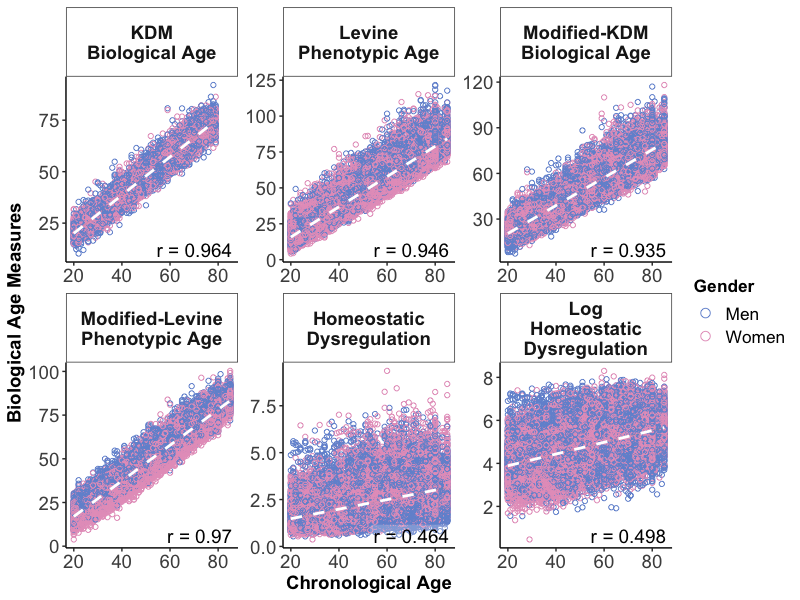 KDM
Biological Age
Levine
Phenotypic Age
Modified-KDM
Biological Age
75
50
25
r = 0.964
20
40
60
80
125
100
75
50
25
0
r = 0.946
20
40
60
80
120
90
60
30
r = 0.935
20
40
60
80
Biological Age Measures
Modified-Levine
Phenotypic Age
Homeostatic
Dysregulation
Log
Homeostatic
Dysregulation
100
75
50
25
0
r = 0.97
20
40
60
80
7.5
5.0
2.5
0.0
r = 0.464
20
40
60
80
8
6
4
2
r = 0.498
20
40
60
80
Chronological Age
Gender
Men
Women